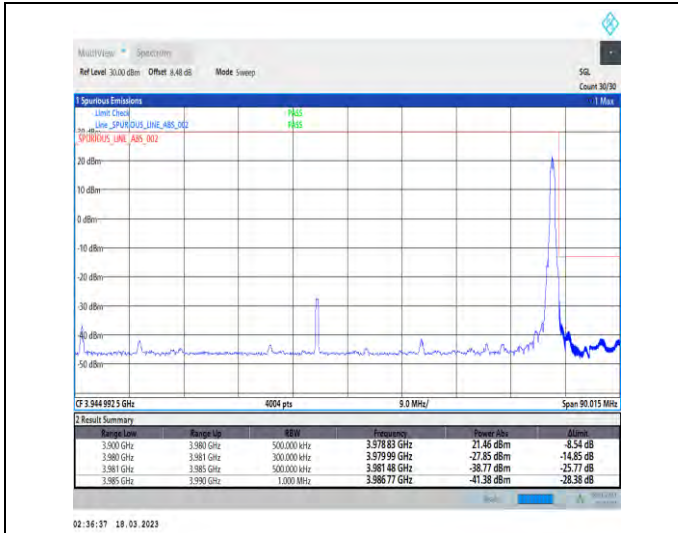 MultiView Spectrum
Ref Level 30.00 dBm Offset 8.48 dB Mode Sweep SGL
Count 30/30
1 Spurious Emissions 1 Max
Limit Check PASS
Line _SPURIOUS_LINE_ABS_002 PASS
_SPURIOUS_LINE_ABS_002
20 dBm
10 dBm
0 dBm
-10 dBm
-20 dBm
-30 dBm
-40 dBm
-50 dBm
CF 3.944 992 5 GHz 4004 pts 9.0 MHz/ Span 90.015 MHz
2 Result Summary
Range Low Range Up RBW Frequency Power Abs ΔLimit
3.900 GHz 3.980 GHz 500.000 kHz 3.978 83 GHz 21.46 dBm -8.54 dB
3.980 GHz 3.981 GHz 300.000 kHz 3.979 99 GHz -27.85 dBm -14.85 dB
3.981 GHz 3.985 GHz 500.000 kHz 3.981 48 GHz -38.77 dBm -25.77 dB
3.985 GHz 3.990 GHz 1.000 MHz 3.986 77 GHz -41.38 dBm -28.38 dB
02:36:37 18.03.2023